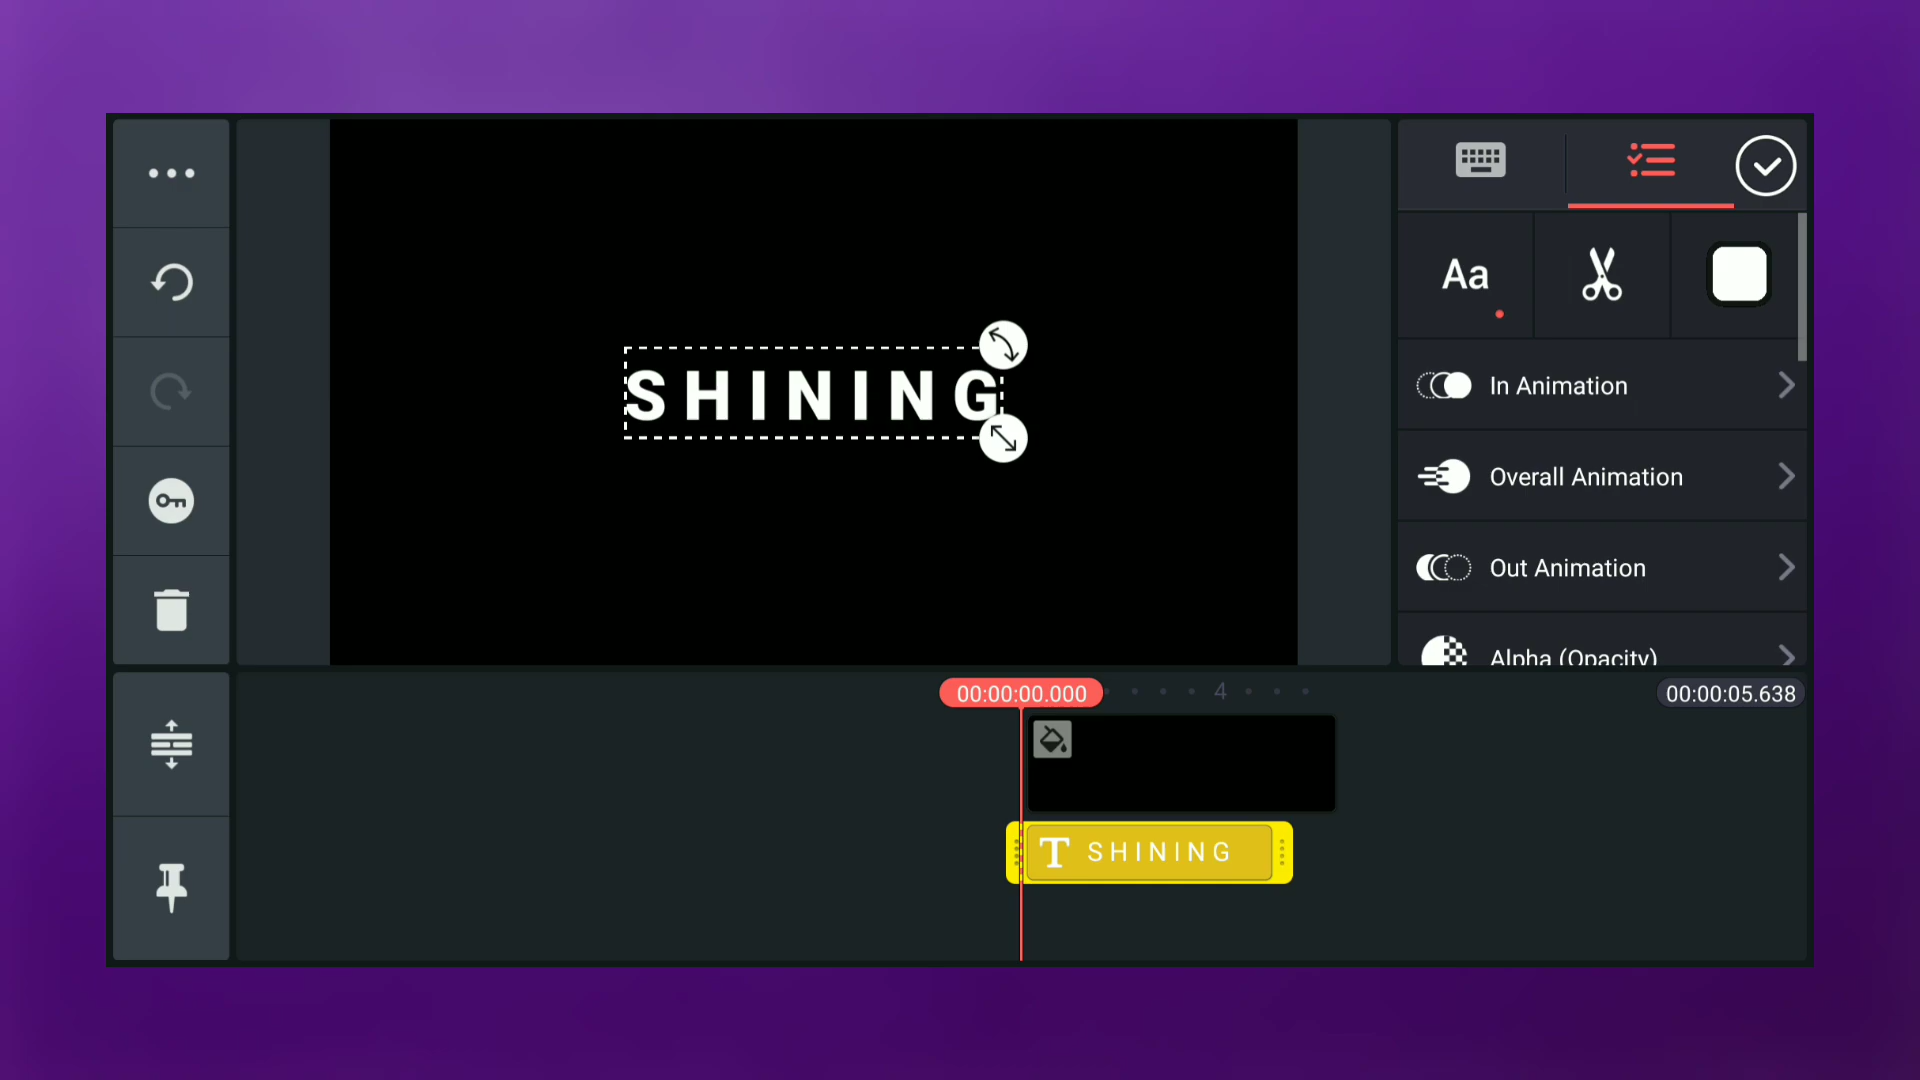 SHINING
Aa
In Animation
Overall Animation
Out Animation
Alpha (Opacity)
00:00:00.000
4
00:00:05.638
T SHINING